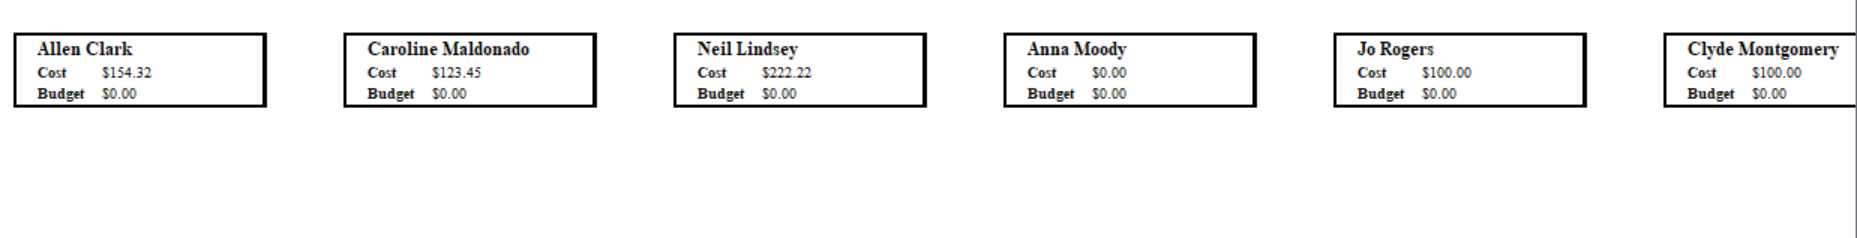 Allen Clark
Cost $154.32
Budget $0.00
Caroline Maldonado
Cost $123.45
Budget $0.00
Neil Lindsey
Cost $222.22
Budget $0.00
Anna Moody
Cost $0.00
Budget $0.00
Jo Rogers
Cost $100.00
Budget $0.00
Clyde Montgomery
Cost $100.00
Budget $0.00